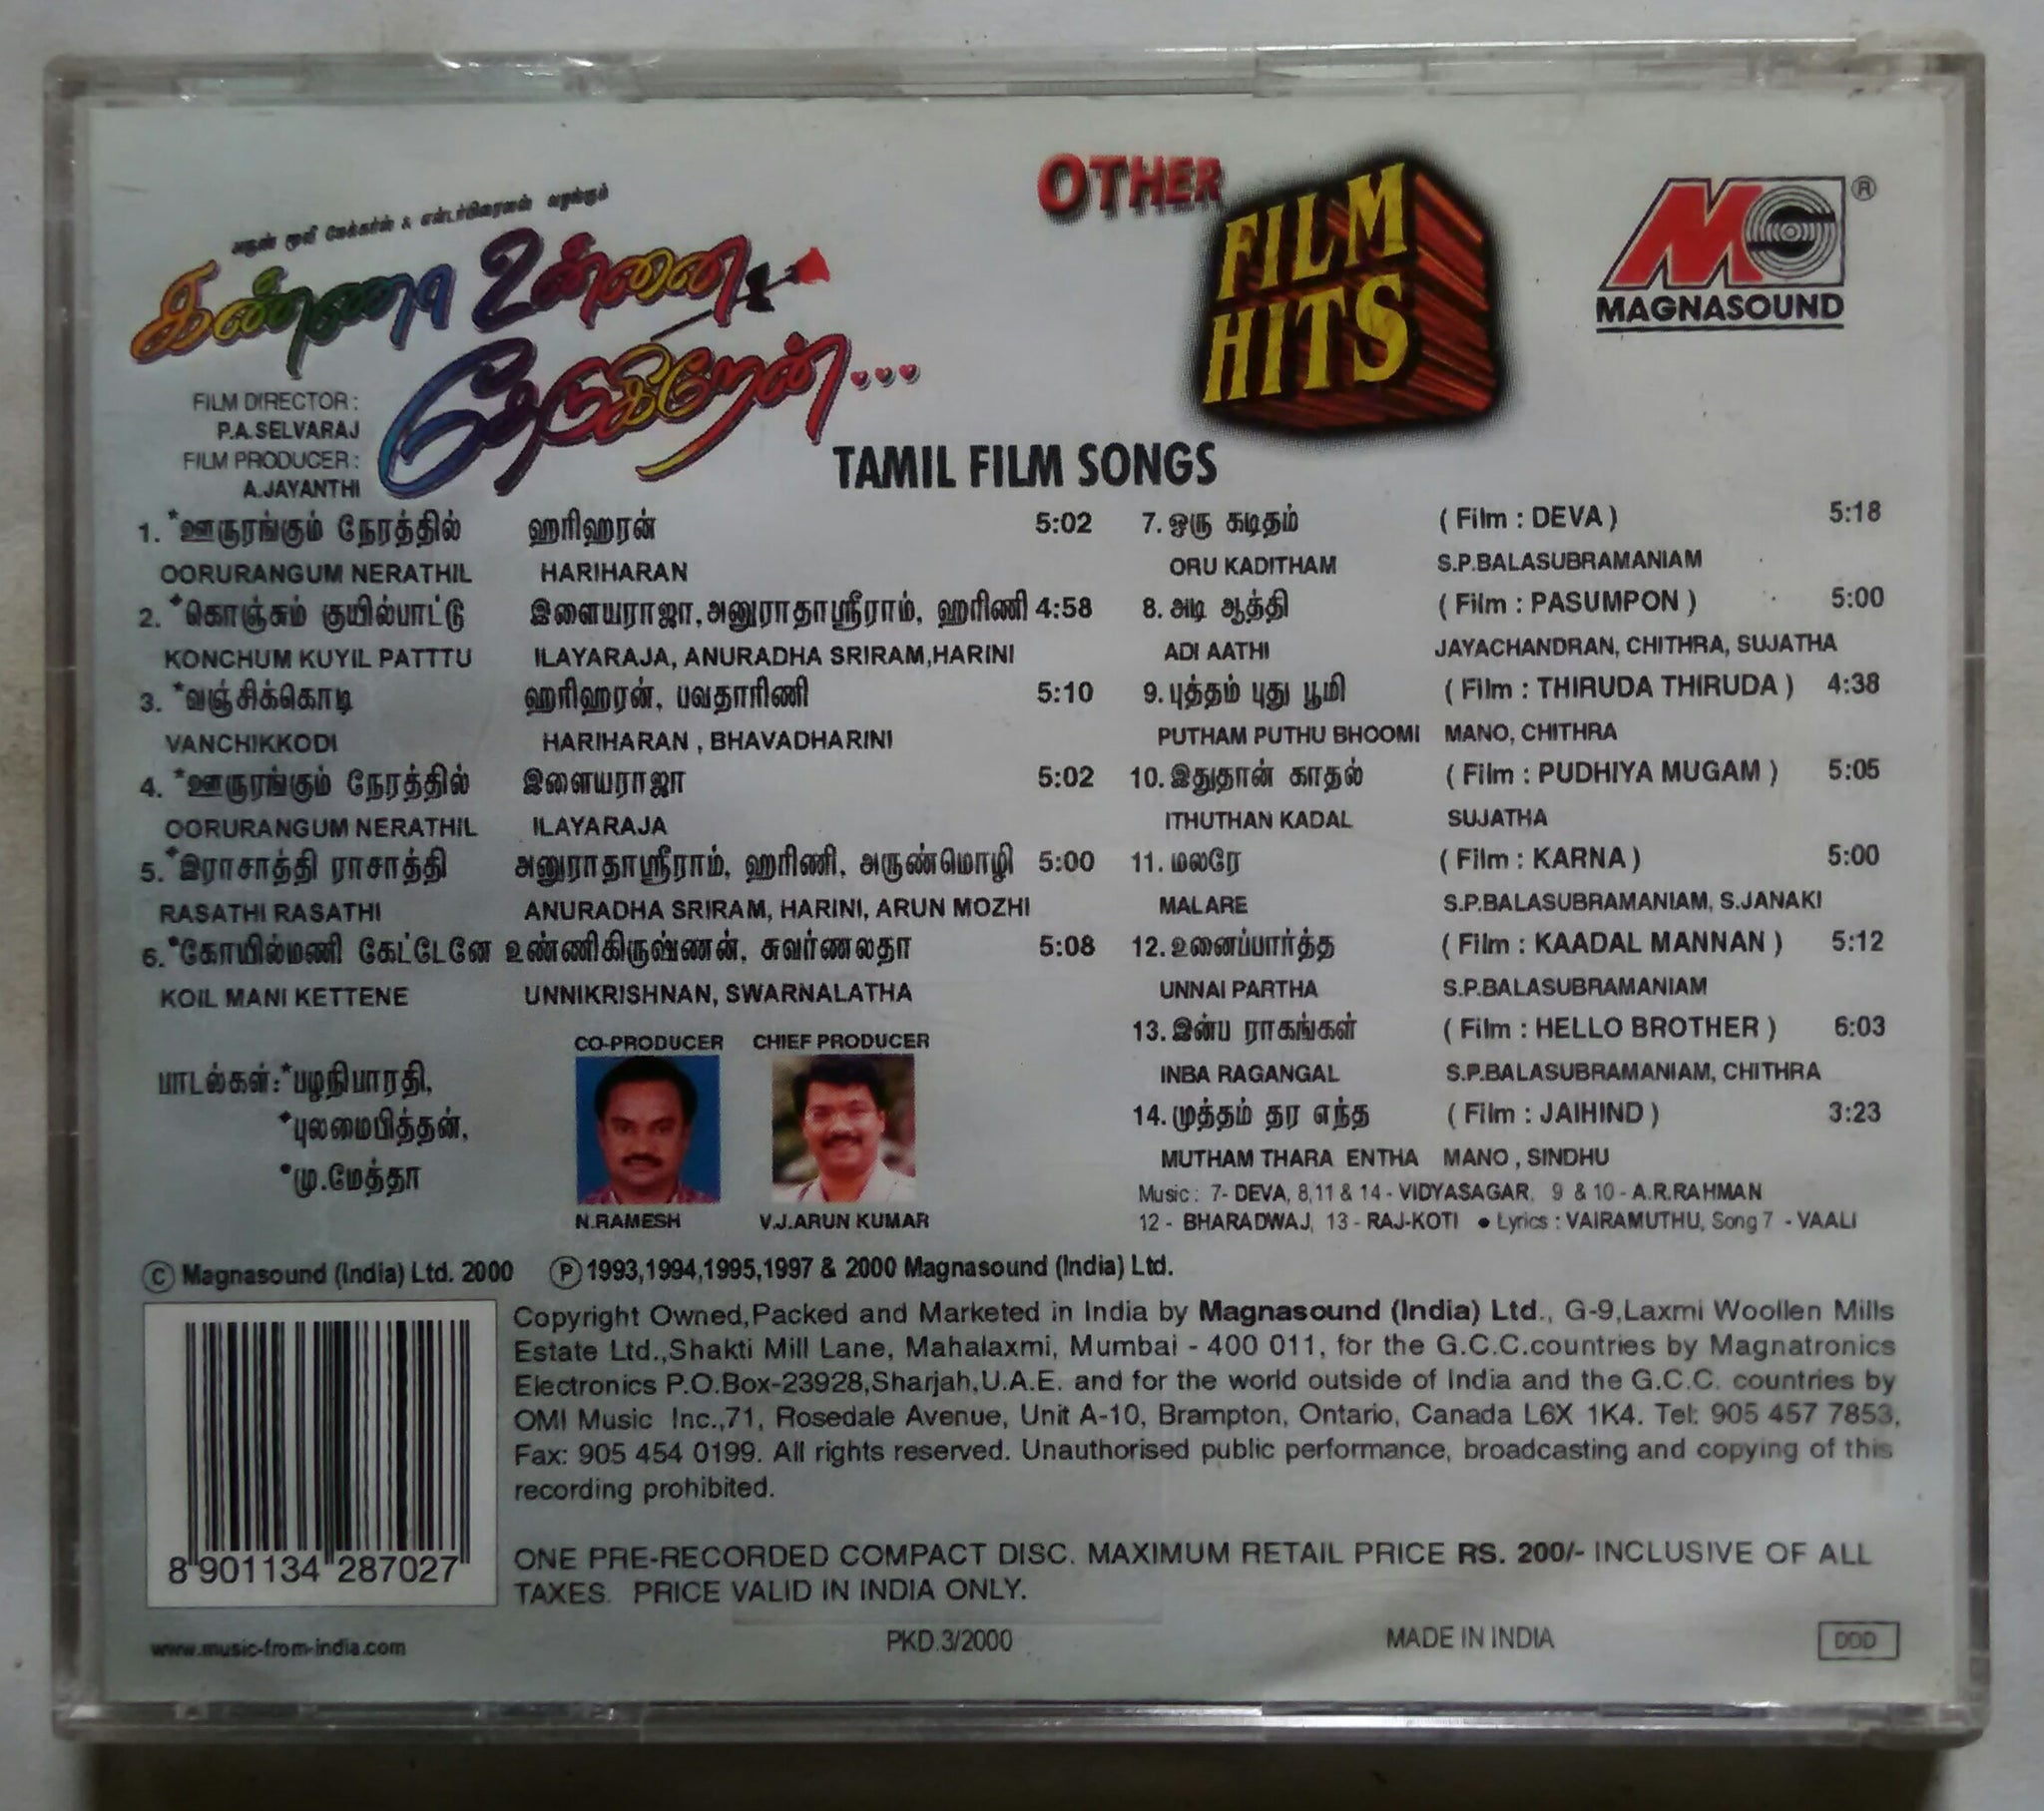 அருண் மூவி மேக்கர்ஸ் & எண்டர்பிரைசஸ் வழங்கும்
கண்ணா உன்னை
தேடுகிறேன்...
OTHER
FILM
HITS
MAGNASOUND
®
FILM DIRECTOR :
P.A.SELVARAJ
FILM PRODUCER :
A.JAYANTHI
TAMIL FILM SONGS
1. *ஊருரங்கும் நேரத்தில் ஹரிஹரன் 5:02
OORURANGUM NERATHIL HARIHARAN
2. *கொஞ்சும் குயில்பாட்டு இளையராஜா,அனுராதாஸ்ரீராம், ஹரிணி 4:58
KONCHUM KUYIL PATTTU ILAYARAJA, ANURADHA SRIRAM,HARINI
3. *வஞ்சிக்கொடி ஹரிஹரன், பவதாரிணி 5:10
VANCHIKKODI HARIHARAN , BHAVADHARINI
4. *ஊருரங்கும் நேரத்தில் இளையராஜா 5:02
OORURANGUM NERATHIL ILAYARAJA
5. *இராசாத்தி ராசாத்தி அனுராதாஸ்ரீராம், ஹரிணி, அருண்மொழி 5:00
RASATHI RASATHI ANURADHA SRIRAM, HARINI, ARUN MOZHI
6. *கோயில்மணி கேட்டேனே உண்ணிகிருஷ்ணன், சுவர்ணலதா 5:08
KOIL MANI KETTENE UNNIKRISHNAN, SWARNALATHA
பாடல்கள்:*பழநிபாரதி,
*புலமைபித்தன்,
*மு.மேத்தா
CO-PRODUCER CHIEF PRODUCER
N.RAMESH V.J.ARUN KUMAR
7. ஒரு கடிதம் ( Film : DEVA ) 5:18
ORU KADITHAM S.P.BALASUBRAMANIAM
8. அடி ஆத்தி ( Film : PASUMPON ) 5:00
ADI AATHI JAYACHANDRAN, CHITHRA, SUJATHA
9. புத்தம் புது பூமி ( Film : THIRUDA THIRUDA ) 4:38
PUTHAM PUTHU BHOOMI MANO, CHITHRA
10. இதுதான் காதல் ( Film : PUDHIYA MUGAM ) 5:05
ITHUTHAN KADAL SUJATHA
11. மலரே ( Film : KARNA ) 5:00
MALARE S.P.BALASUBRAMANIAM, S.JANAKI
12. உனைப்பார்த்த ( Film : KAADAL MANNAN ) 5:12
UNNAI PARTHA S.P.BALASUBRAMANIAM
13. இன்ப ராகங்கள் ( Film : HELLO BROTHER ) 6:03
INBA RAGANGAL S.P.BALASUBRAMANIAM, CHITHRA
14. முத்தம் தர எந்த ( Film : JAIHIND ) 3:23
MUTHAM THARA ENTHA MANO , SINDHU
Music : 7- DEVA, 8,11 & 14 - VIDYASAGAR, 9 & 10 - A.R.RAHMAN
12 - BHARADWAJ, 13 - RAJ-KOTI ● Lyrics : VAIRAMUTHU, Song 7 - VAALI
© Magnasound (India) Ltd. 2000 ℗ 1993,1994,1995,1997 & 2000 Magnasound (India) Ltd.
Copyright Owned,Packed and Marketed in India by Magnasound (India) Ltd., G-9,Laxmi Woollen Mills
Estate Ltd.,Shakti Mill Lane, Mahalaxmi, Mumbai - 400 011, for the G.C.C.countries by Magnatronics
Electronics P.O.Box-23928,Sharjah,U.A.E. and for the world outside of India and the G.C.C. countries by
OMI Music Inc.,71, Rosedale Avenue, Unit A-10, Brampton, Ontario, Canada L6X 1K4. Tel: 905 457 7853,
Fax: 905 454 0199. All rights reserved. Unauthorised public performance, broadcasting and copying of this
recording prohibited.
ONE PRE-RECORDED COMPACT DISC. MAXIMUM RETAIL PRICE RS. 200/- INCLUSIVE OF ALL
TAXES. PRICE VALID IN INDIA ONLY.
8 901134 287027
www.music-from-india.com PKD.3/2000 MADE IN INDIA DDD